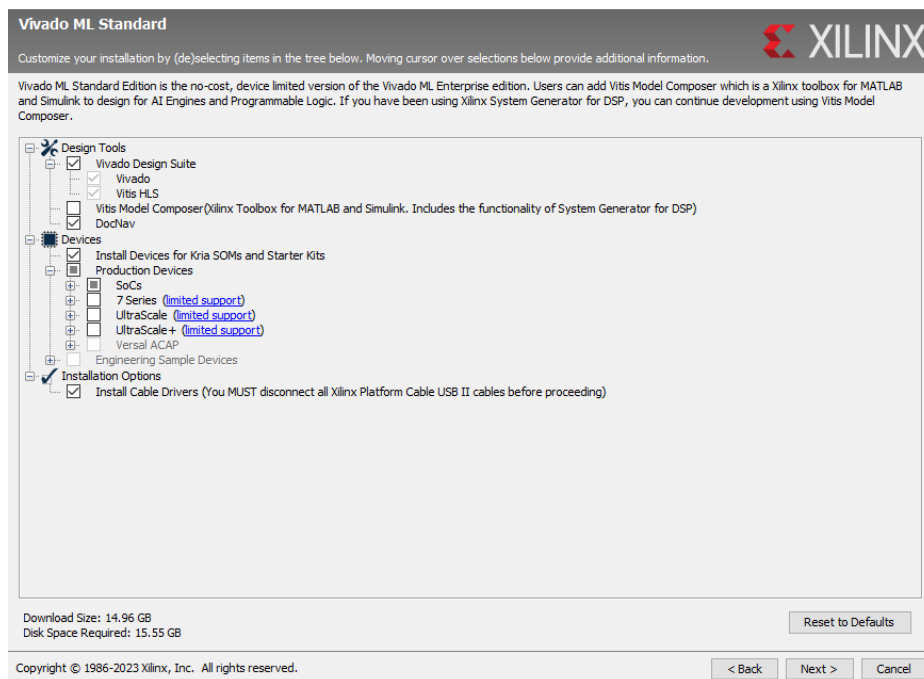 Vivado ML Standard
XILINX
Customize your installation by (de)selecting items in the tree below. Moving cursor over selections below provide additional information.
Vivado ML Standard Edition is the no-cost, device limited version of the Vivado ML Enterprise edition. Users can add Vitis Model Composer which is a Xilinx toolbox for MATLAB
and Simulink to design for AI Engines and Programmable Logic. If you have been using Xilinx System Generator for DSP, you can continue development using Vitis Model
Composer.
Design Tools
Vivado Design Suite
Vivado
Vitis HLS
Vitis Model Composer(Xilinx Toolbox for MATLAB and Simulink. Includes the functionality of System Generator for DSP)
DocNav
Devices
Install Devices for Kria SOMs and Starter Kits
Production Devices
SoCs
7 Series (limited support)
UltraScale (limited support)
UltraScale+ (limited support)
Versal ACAP
Engineering Sample Devices
Installation Options
Install Cable Drivers (You MUST disconnect all Xilinx Platform Cable USB II cables before proceeding)
Download Size: 14.96 GB
Disk Space Required: 15.55 GB
Reset to Defaults
Copyright © 1986-2023 Xilinx, Inc. All rights reserved.
< Back Next > Cancel